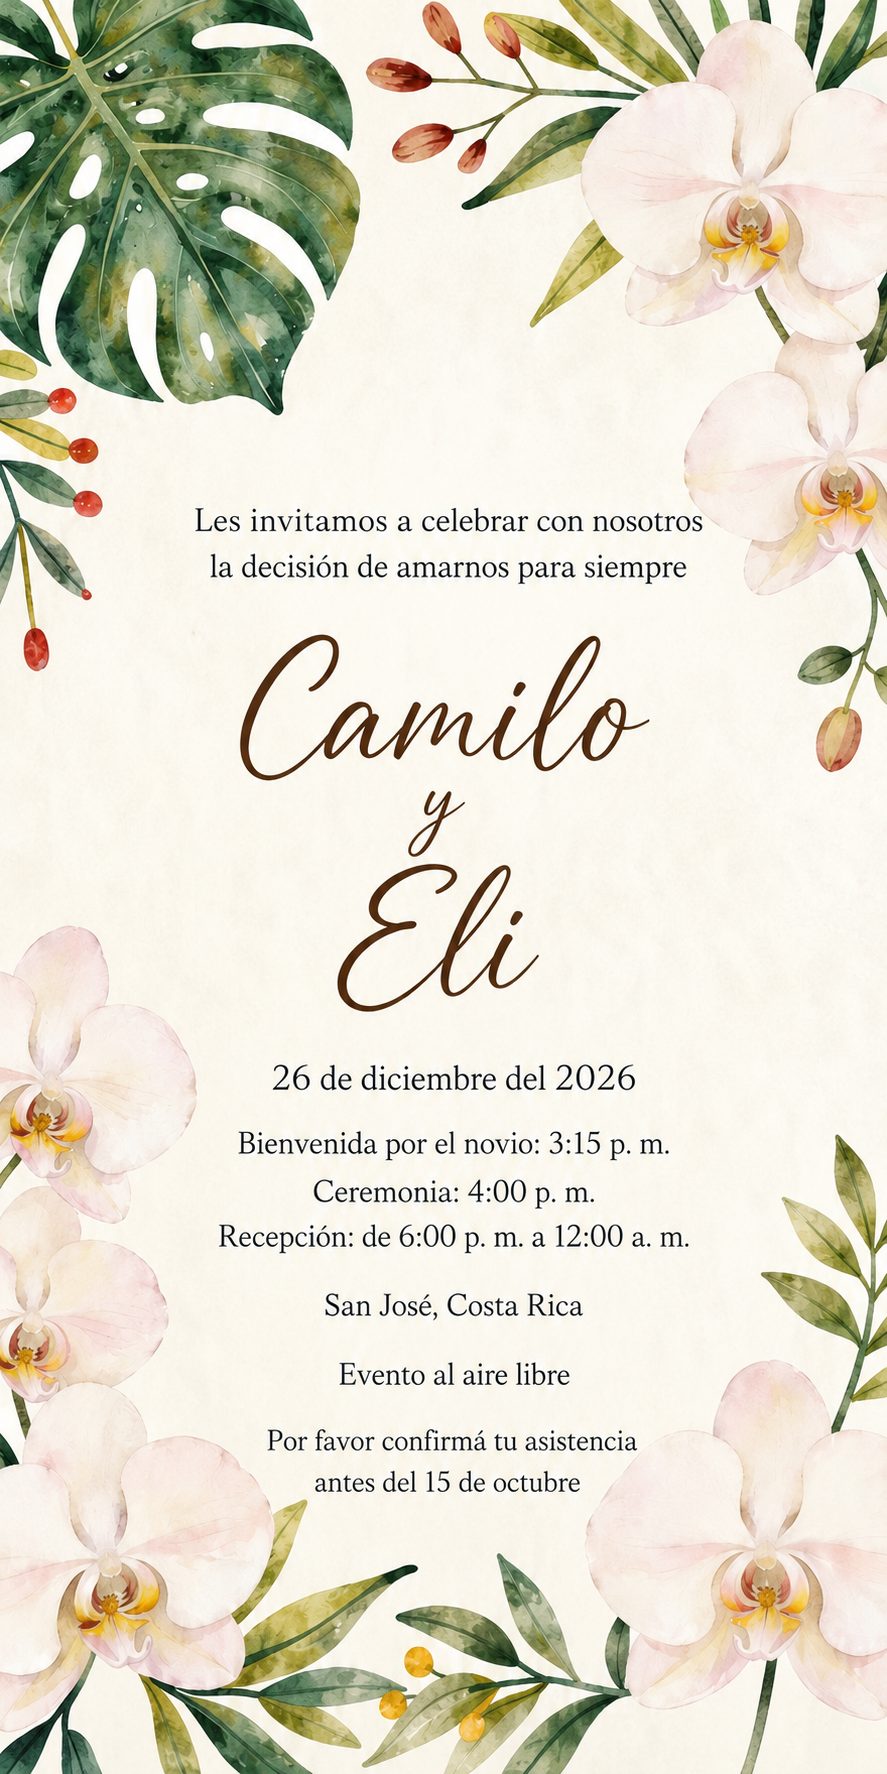 Les invitamos a celebrar con nosotros
la decisión de amarnos para siempre
Camilo
y
Eli
26 de diciembre del 2026
Bienvenida por el novio: 3:15 p. m.
Ceremonia: 4:00 p. m.
Recepción: de 6:00 p. m. a 12:00 a. m.
San José, Costa Rica
Evento al aire libre
Por favor confirmá tu asistencia
antes del 15 de octubre